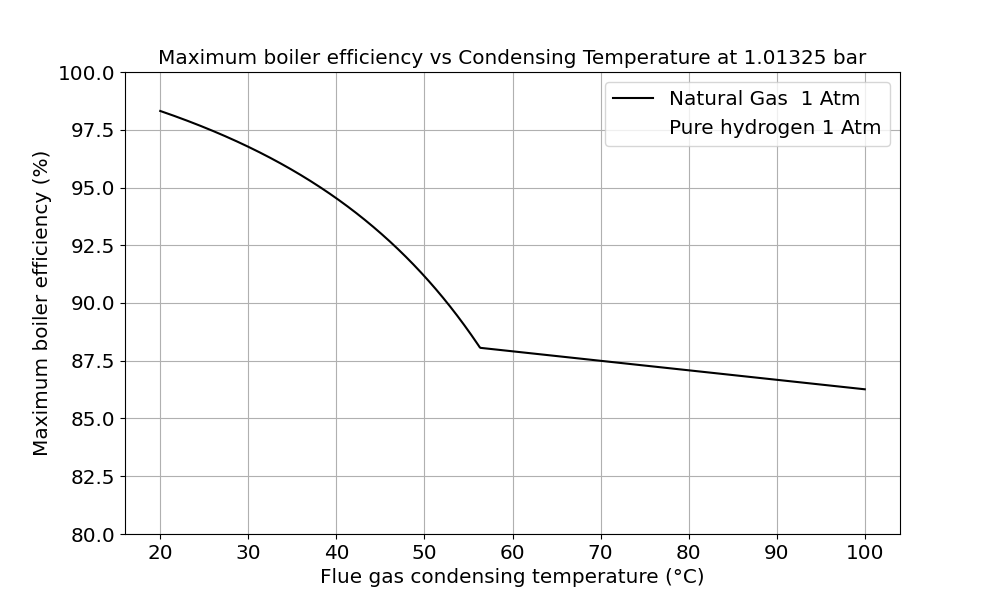 Maximum boiler efficiency vs Condensing Temperature at 1.01325 bar
Natural Gas  1 Atm
Pure hydrogen 1 Atm
Maximum boiler efficiency (%)
100.0
97.5
95.0
92.5
90.0
87.5
85.0
82.5
80.0
20 30 40 50 60 70 80 90 100
Flue gas condensing temperature (°C)